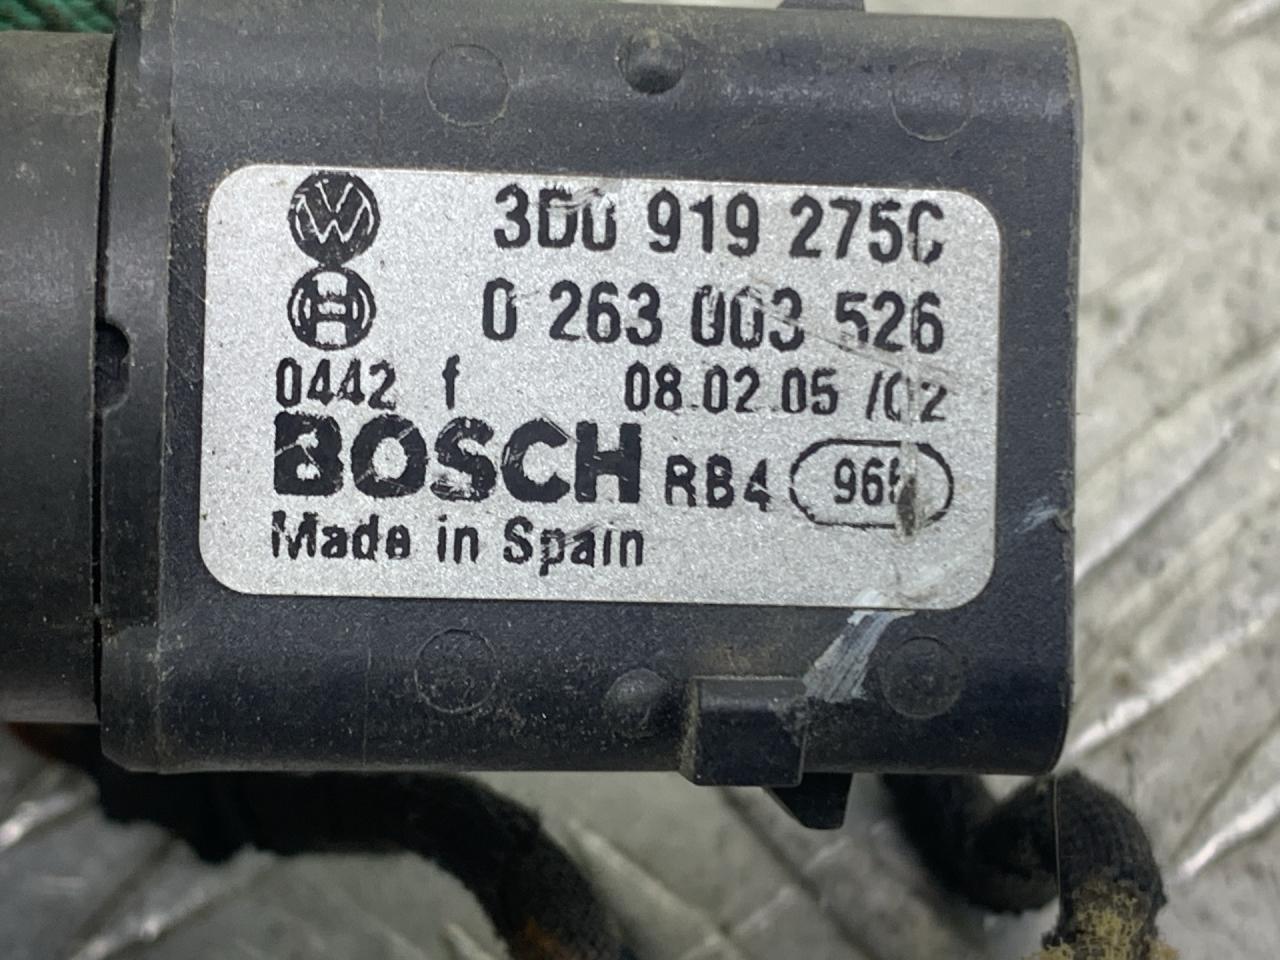 3D0 919 275C
0 263 003 526
0442 f 08.02.05 /02
BOSCH RB4
Made in Spain